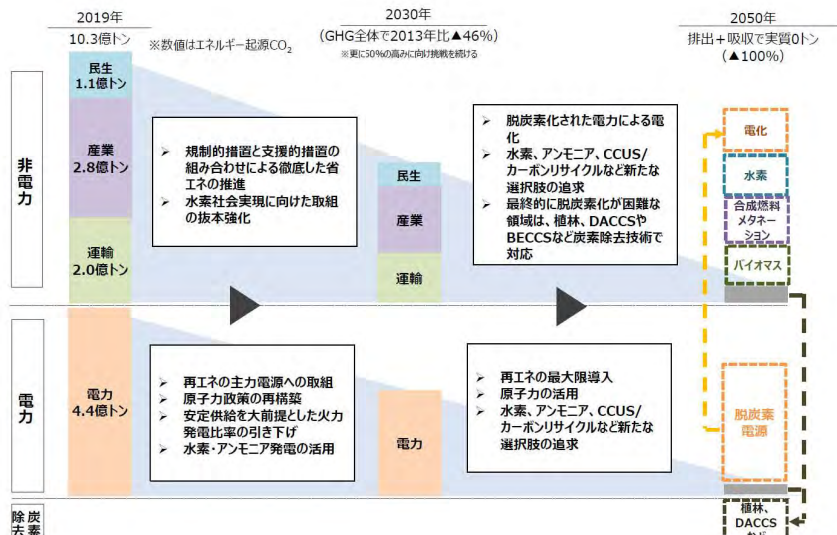 2019年
10.3億トン
※数値はエネルギー起源CO₂
2030年
(GHG全体で2013年比▲46%)
※更に50%の高みに向け挑戦を続ける
2050年
排出+吸収で実質0トン
(▲100%)
非電力
民生
1.1億トン
産業
2.8億トン
運輸
2.0億トン
➢ 規制的措置と支援的措置の
組み合わせによる徹底した省
エネの推進
➢ 水素社会実現に向けた取組
の抜本強化
民生
産業
運輸
➢ 脱炭素化された電力による電
化
➢ 水素、アンモニア、CCUS/
カーボンリサイクルなど新たな
選択肢の追求
➢ 最終的に脱炭素化が困難な
領域は、植林、DACCSや
BECCSなど炭素除去技術で
対応
電化
水素
合成燃料
メタネー
ション
バイオマス
電力
電力
4.4億トン
➢ 再エネの主力電源への取組
➢ 原子力政策の再構築
➢ 安定供給を大前提とした火力
発電比率の引き下げ
➢ 水素・アンモニア発電の活用
電力
➢ 再エネの最大限導入
➢ 原子力の活用
➢ 水素、アンモニア、CCUS/
カーボンリサイクルなど新たな
選択肢の追求
脱炭素
電源
炭素
除去
植林、
DACCS
など